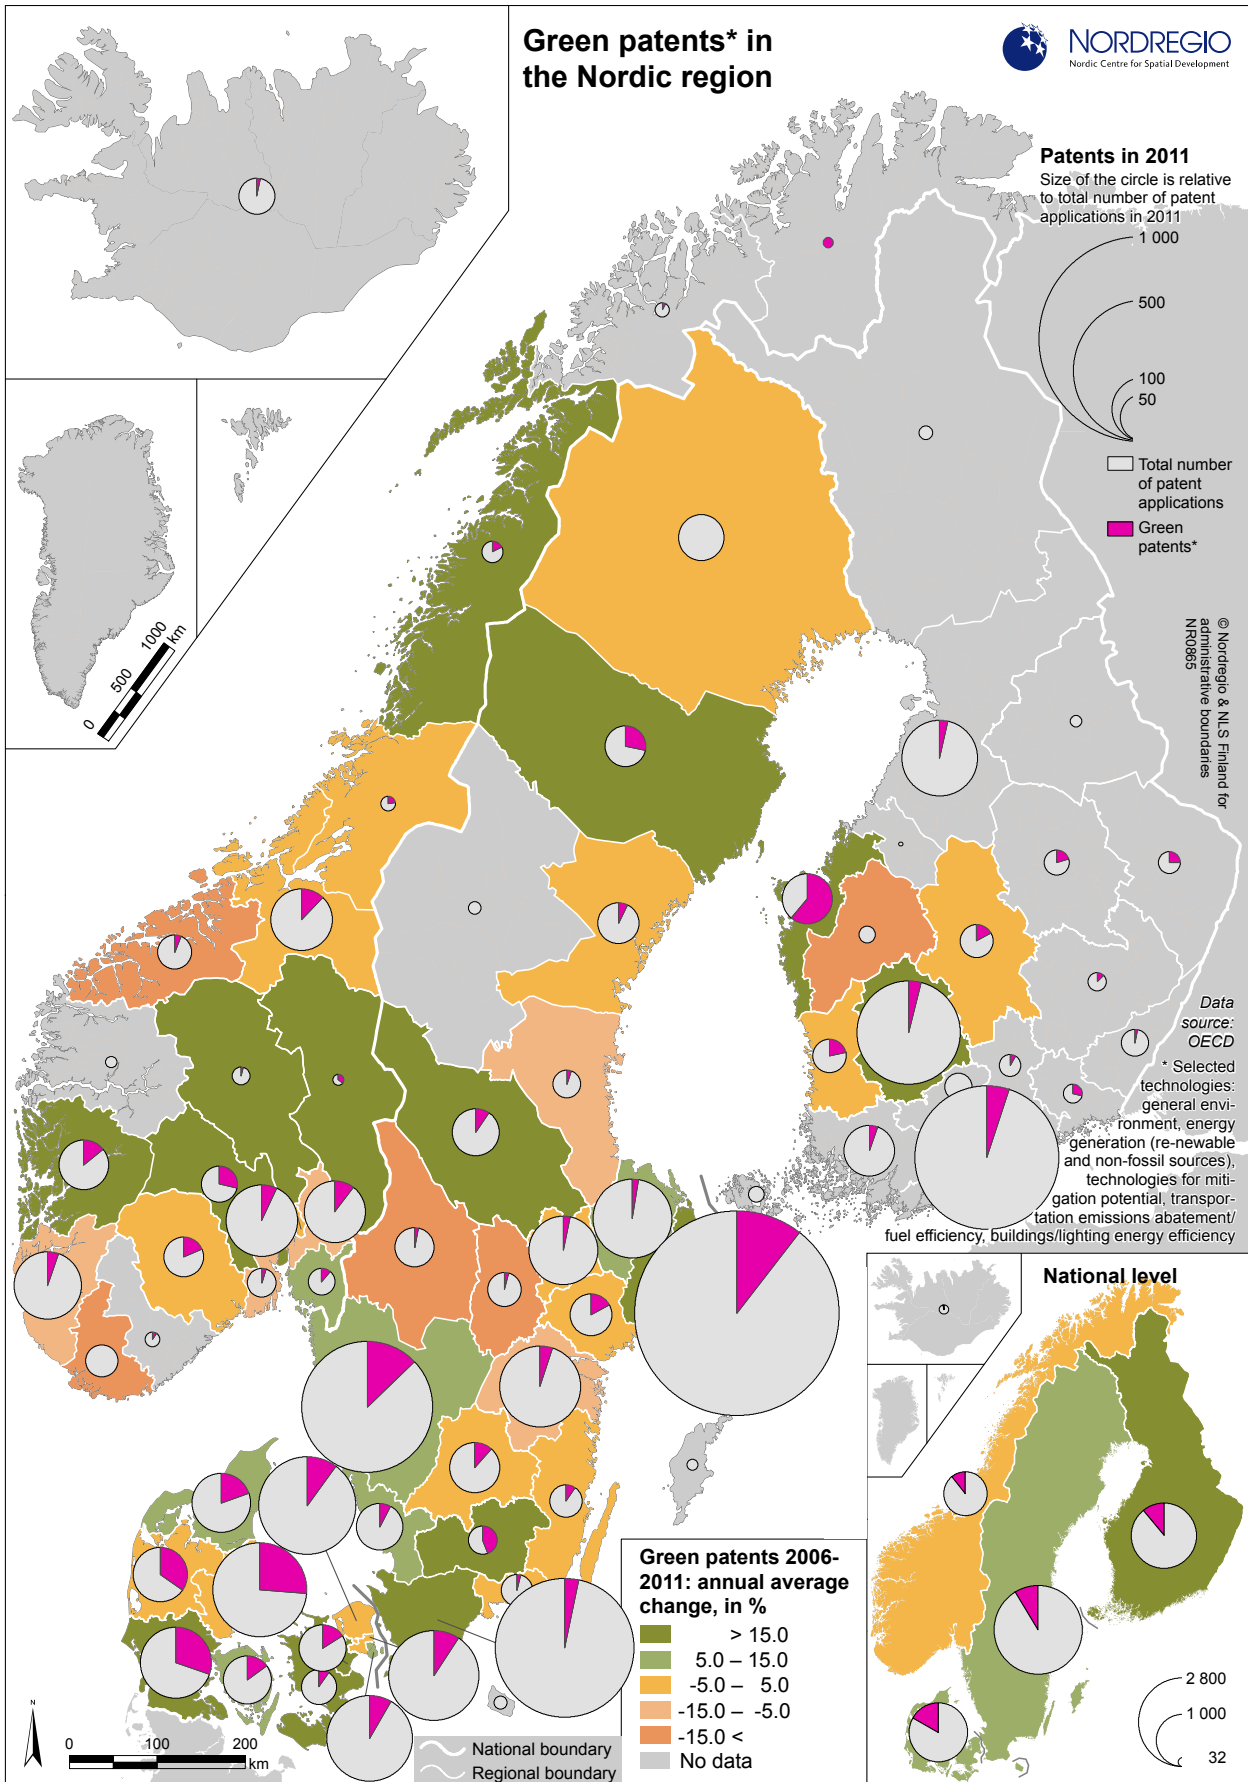 Green patents* in
the Nordic region
NORDREGIO
Nordic Centre for Spatial Development
Patents in 2011
Size of the circle is relative
to total number of patent
applications in 2011
1 000
500
100
50
Total number
of patent
applications
Green
patents*
© Nordregio & NLS Finland for
administrative boundaries
NR0865
0
500
1000
km
Data
source:
OECD
* Selected
technologies:
general envi-
ronment, energy
generation (re-newable
and non-fossil sources),
technologies for miti-
gation potential, transpor-
tation emissions abatement/
fuel efficiency, buildings/lighting energy efficiency
National level
2 800
1 000
32
Green patents 2006-
2011: annual average
change, in %
> 15.0
5.0 – 15.0
-5.0 – 5.0
-15.0 – -5.0
-15.0 <
No data
National boundary
Regional boundary
N
0 100 200
km